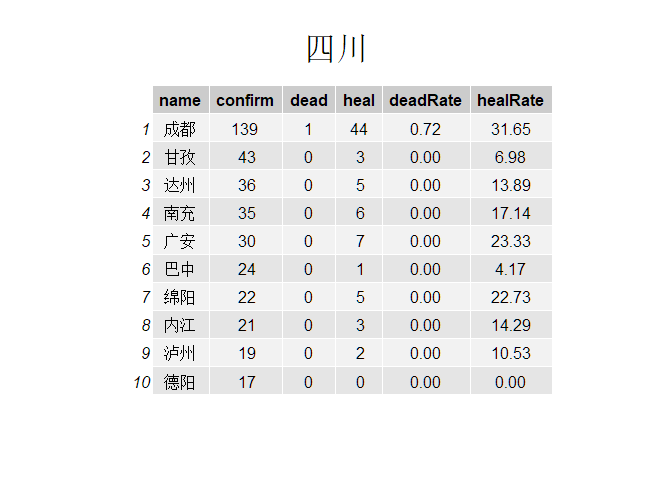 四川
name confirm dead heal deadRate healRate
1 成都 139 1 44 0.72 31.65
2 甘孜 43 0 3 0.00 6.98
3 达州 36 0 5 0.00 13.89
4 南充 35 0 6 0.00 17.14
5 广安 30 0 7 0.00 23.33
6 巴中 24 0 1 0.00 4.17
7 绵阳 22 0 5 0.00 22.73
8 内江 21 0 3 0.00 14.29
9 泸州 19 0 2 0.00 10.53
10 德阳 17 0 0 0.00 0.00